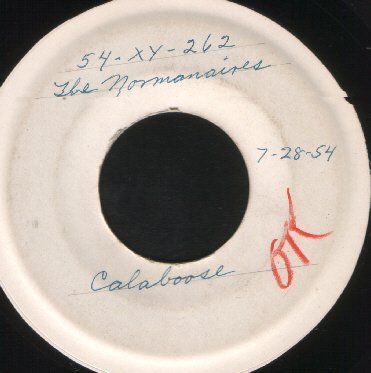 54-XY-262
The Normanaires
7-28-54
OK
Calaboose